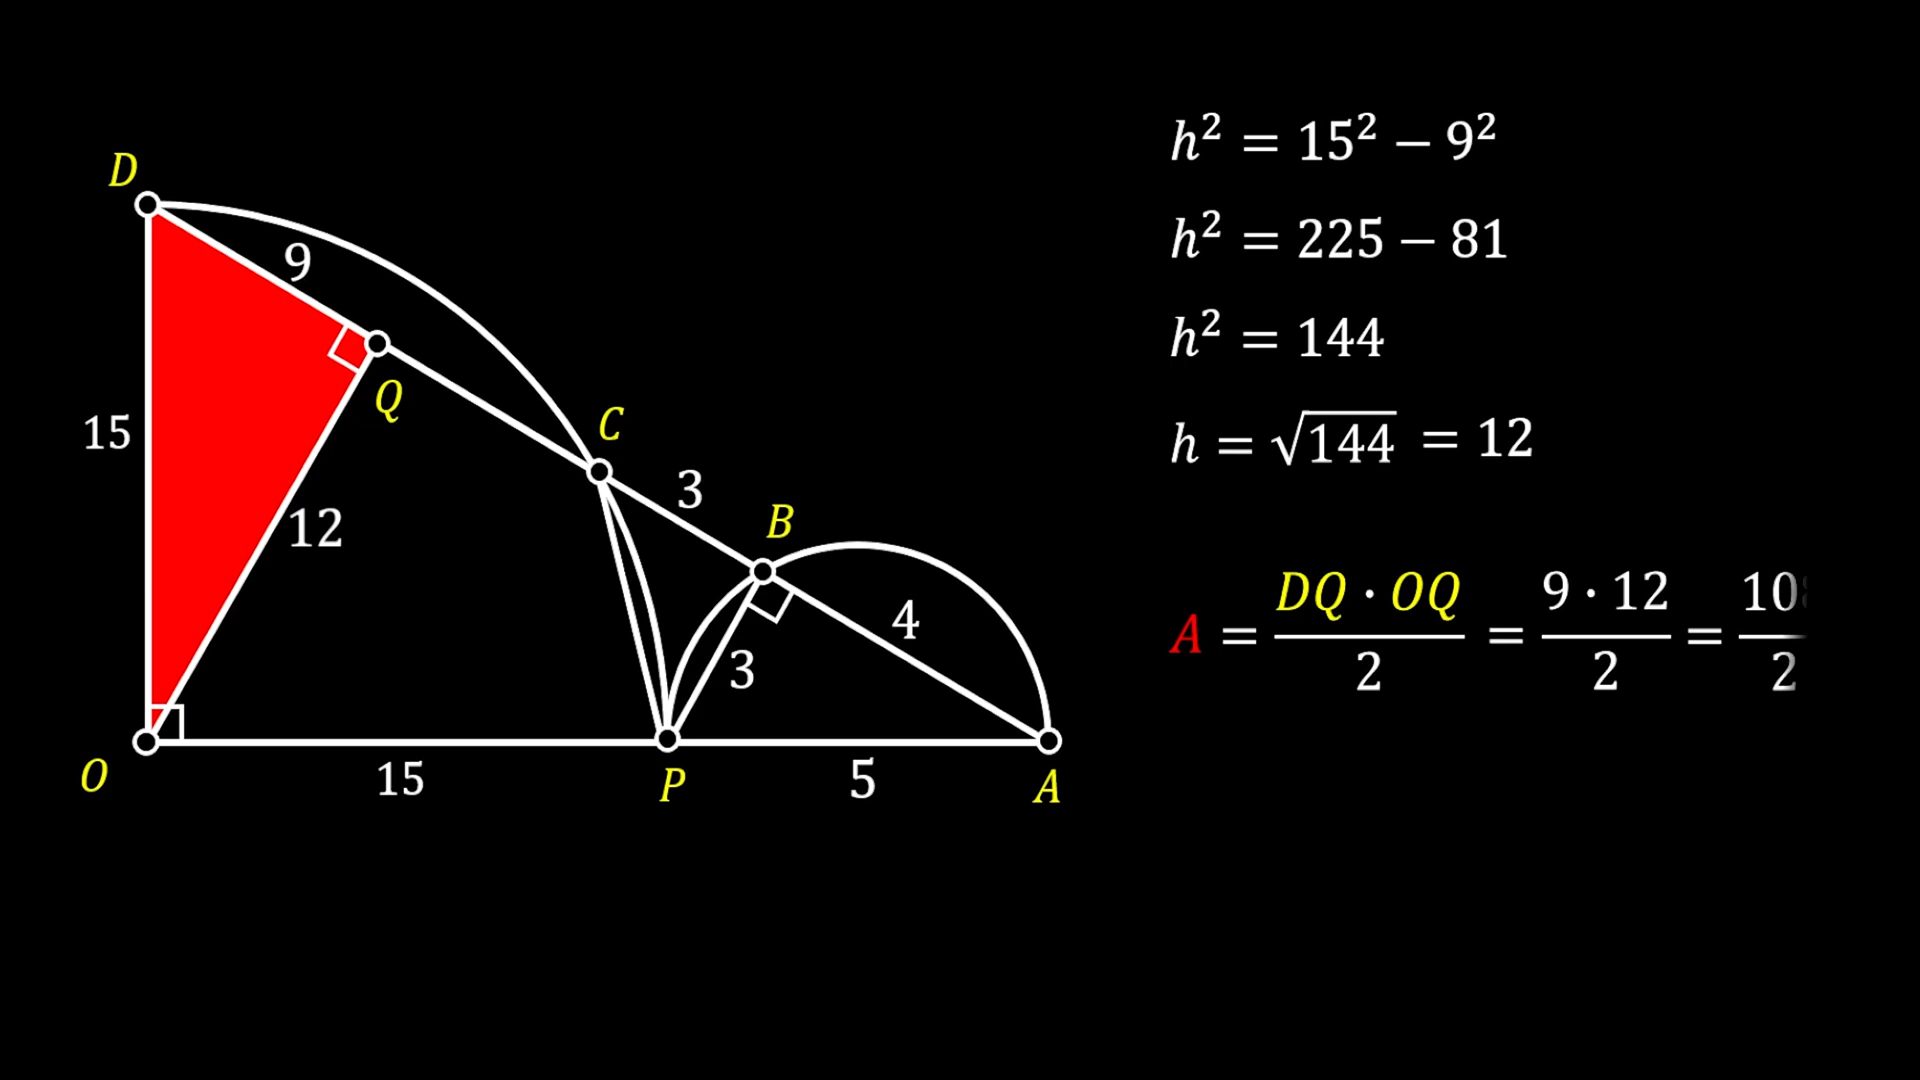 D
9
Q
15
12
C
3
B
4
3
O
15
P
5
A
h² = 15² − 9²
h² = 225 − 81
h² = 144
h = √144 = 12
A = DQ · OQ / 2 = 9 · 12 / 2 = 10 / 2